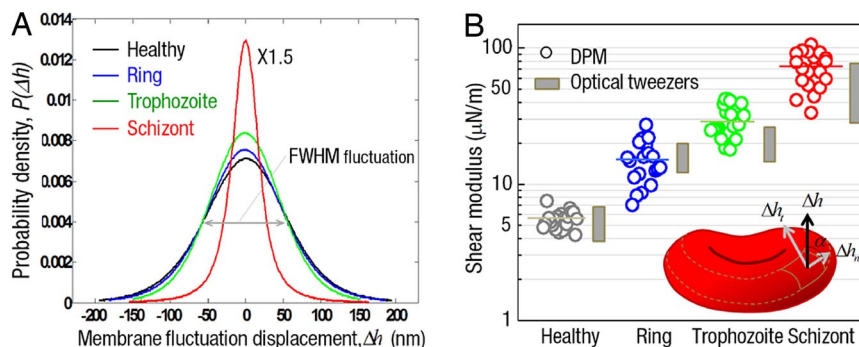 A
Probability density, P(Δh)
0.014
0.012
0.01
0.008
0.006
0.004
0.002
0
Healthy
Ring
Trophozoite
Schizont
X1.5
FWHM fluctuation
-200 -150 -100 -50 0 50 100 150 200
Membrane fluctuation displacement, Δh (nm)
B
Shear modulus (μN/m)
100
50
10
5
1
DPM
Optical tweezers
Δh
Δht
α
Δhn
Healthy Ring Trophozoite Schizont